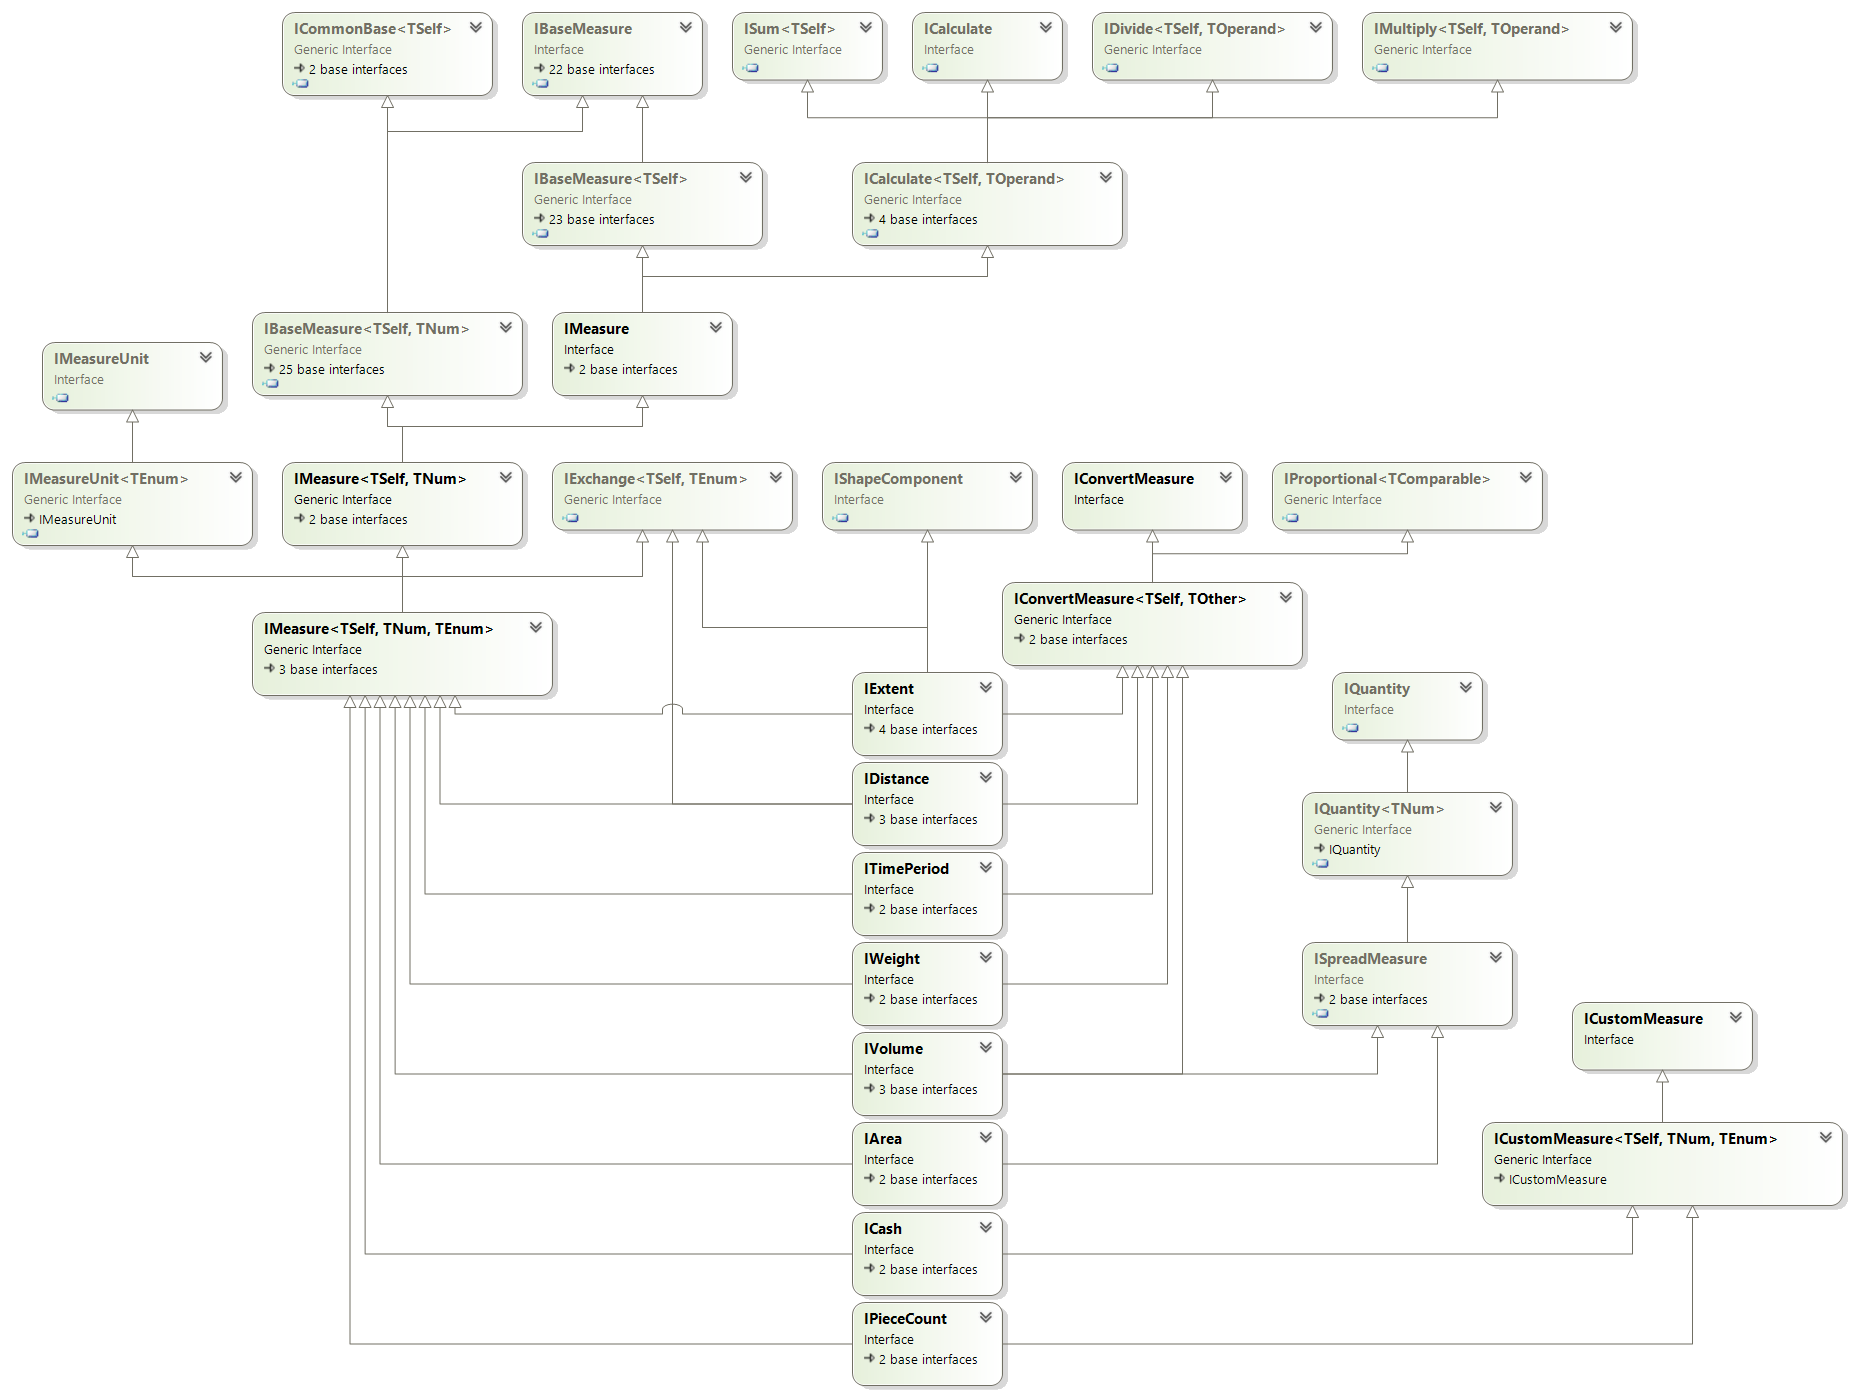 ICommonBase<TSelf>
Generic Interface
2 base interfaces
IBaseMeasure
Interface
22 base interfaces
ISum<TSelf>
Generic Interface
ICalculate
Interface
IDivide<TSelf, TOperand>
Generic Interface
IMultiply<TSelf, TOperand>
Generic Interface
IBaseMeasure<TSelf>
Generic Interface
23 base interfaces
ICalculate<TSelf, TOperand>
Generic Interface
4 base interfaces
IBaseMeasure<TSelf, TNum>
Generic Interface
25 base interfaces
IMeasure
Interface
2 base interfaces
IMeasureUnit
Interface
IMeasureUnit<TEnum>
Generic Interface
IMeasureUnit
IMeasure<TSelf, TNum>
Generic Interface
2 base interfaces
IExchange<TSelf, TEnum>
Generic Interface
IShapeComponent
Interface
IConvertMeasure
Interface
IProportional<TComparable>
Generic Interface
IMeasure<TSelf, TNum, TEnum>
Generic Interface
3 base interfaces
IConvertMeasure<TSelf, TOther>
Generic Interface
2 base interfaces
IExtent
Interface
4 base interfaces
IQuantity
Interface
IDistance
Interface
3 base interfaces
IQuantity<TNum>
Generic Interface
IQuantity
ITimePeriod
Interface
2 base interfaces
IWeight
Interface
2 base interfaces
ISpreadMeasure
Interface
2 base interfaces
ICustomMeasure
Interface
IVolume
Interface
3 base interfaces
IArea
Interface
2 base interfaces
ICustomMeasure<TSelf, TNum, TEnum>
Generic Interface
ICustomMeasure
ICash
Interface
2 base interfaces
IPieceCount
Interface
2 base interfaces